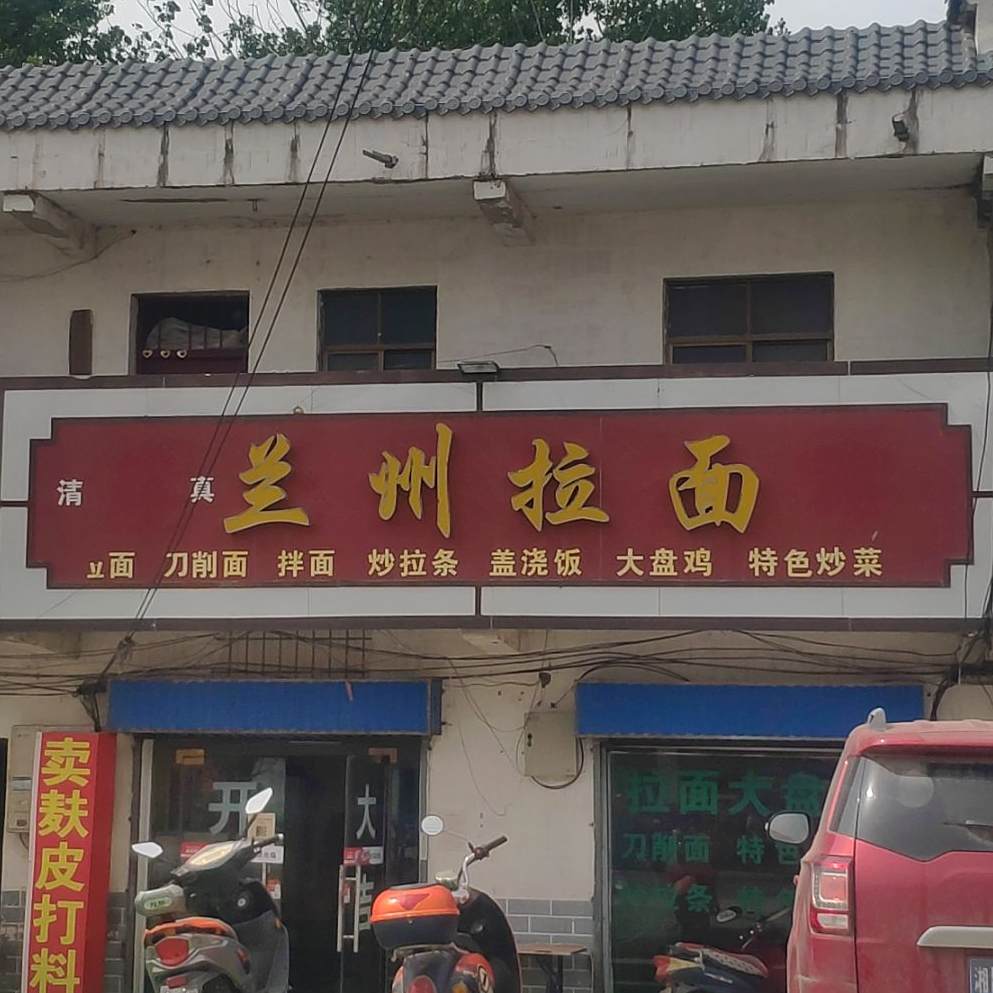 清真
兰州拉面
立面 刀削面 拌面 炒拉条 盖浇饭 大盘鸡 特色炒菜
卖麸皮打料
开
大
拉面大盘
刀削面 特色
湘